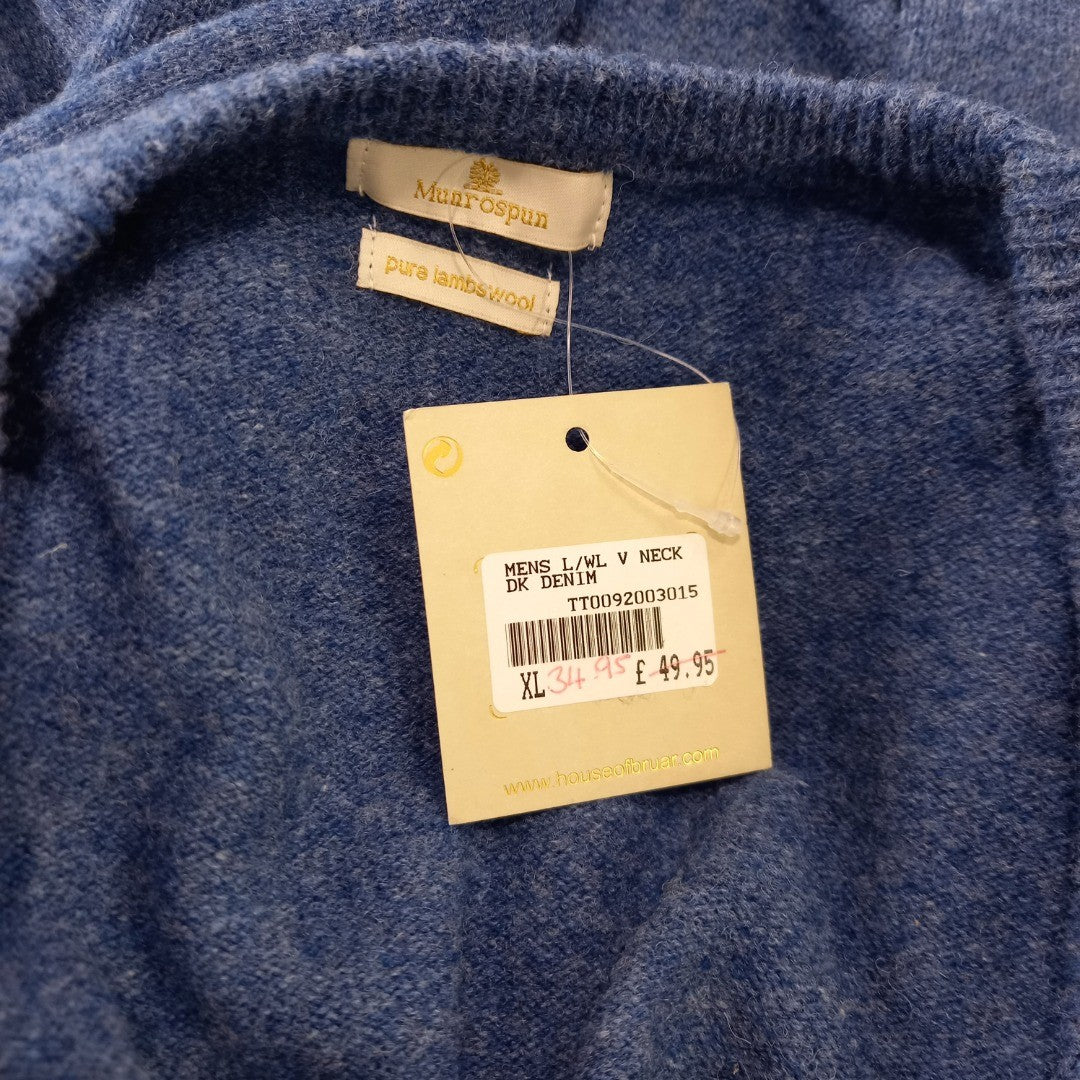 Munrospun
pure lambswool
MENS L/WL V NECK
DK DENIM
TT0092003015
XL 34.95 £ 49.95
www.houseofbruar.com